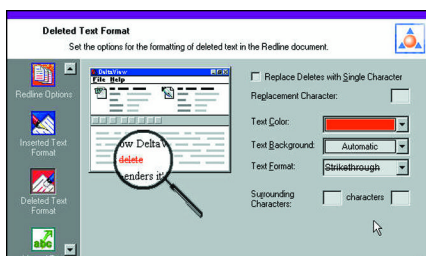 Deleted Text Format
Set the options for the formatting of deleted text in the Redline document.
Redline Options
Inserted Text
Format
Deleted Text
Format
abc
DeltaView
File Help
ow Delta V
delete
enders it'
Replace Deletes with Single Character
Replacement Character:
Text Color:
Text Background:
Automatic
Text Format:
Strikethrough
Surrounding
Characters:
characters